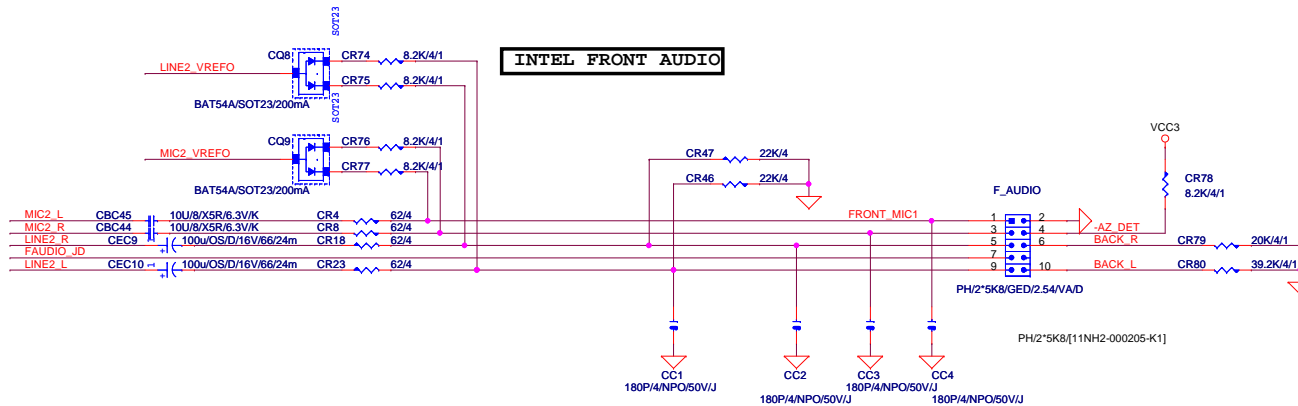 SOT23
CQ8
CR74
8.2K/4/1
INTEL FRONT AUDIO
LINE2_VREFO
CR75
8.2K/4/1
BAT54A/SOT23/200mA
SOT23
CQ9
CR76
8.2K/4/1
MIC2_VREFO
CR77
8.2K/4/1
BAT54A/SOT23/200mA
CR47
22K/4
CR46
22K/4
VCC3
CR78
8.2K/4/1
F_AUDIO
MIC2_L
CBC45
10U/8/X5R/6.3V/K
CR4
62/4
FRONT_MIC1
1
2
MIC2_R
CBC44
10U/8/X5R/6.3V/K
CR8
62/4
3
4
-AZ_DET
LINE2_R
CEC9
+
100u/OS/D/16V/66/24m
CR18
62/4
5
6
BACK_R
CR79
20K/4/1
FAUDIO_JD
7
LINE2_L
CEC10
1
+
100u/OS/D/16V/66/24m
CR23
62/4
9
10
BACK_L
CR80
39.2K/4/1
PH/2*5K8/GED/2.54/VA/D
PH/2*5K8/[11NH2-000205-K1]
CC1
180P/4/NPO/50V/J
CC2
180P/4/NPO/50V/J
CC3
180P/4/NPO/50V/J
CC4
180P/4/NPO/50V/J